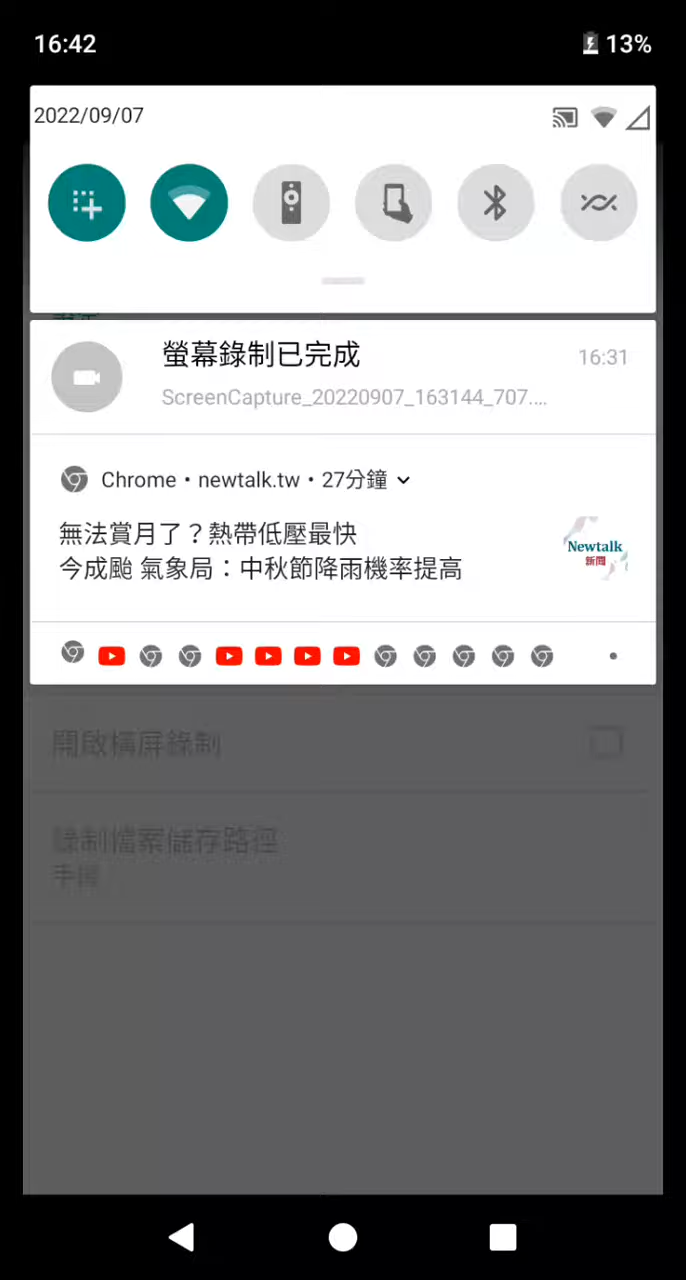 16:42
13%
2022/09/07
螢幕錄制已完成
16:31
ScreenCapture_20220907_163144_707....
Chrome • newtalk.tw • 27分鐘
無法賞月了？熱帶低壓最快
今成颱 氣象局：中秋節降雨機率提高
Newtalk
新聞
開啟橫屏錄制
錄制檔案儲存路徑
手機